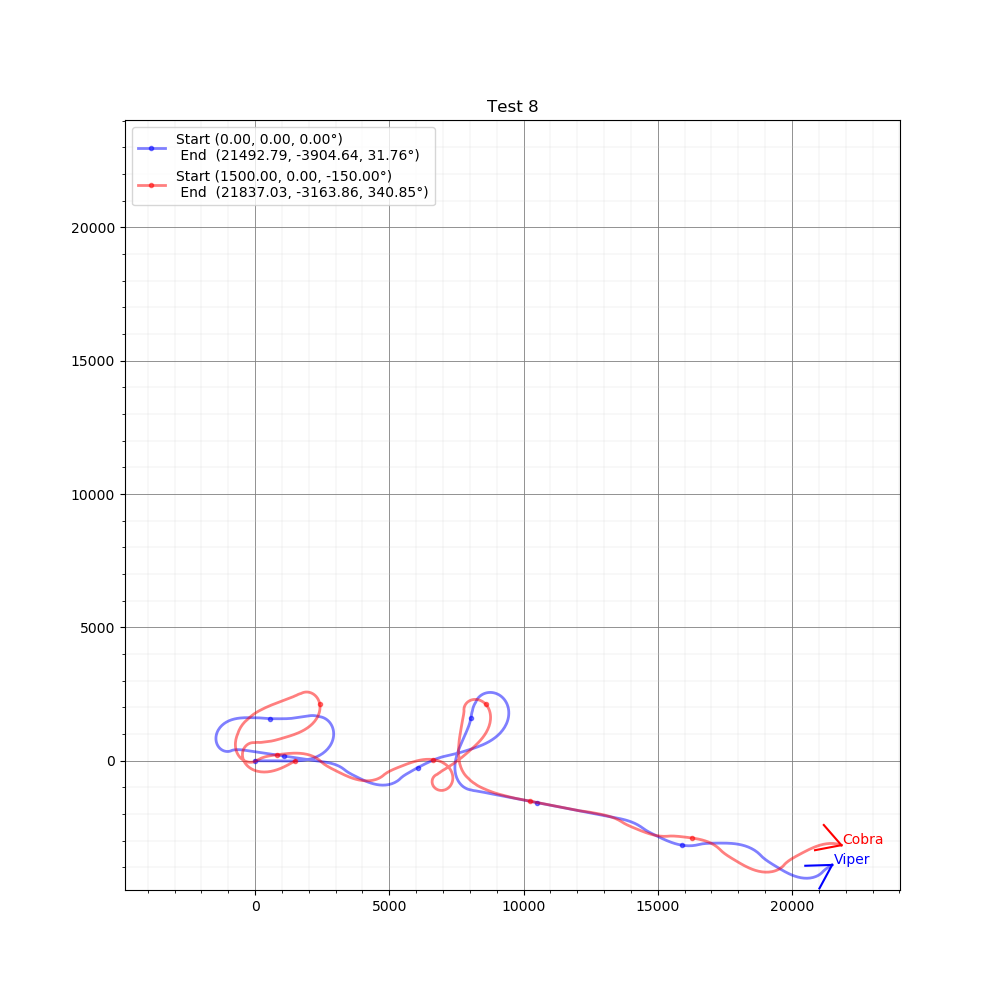 Test 8
Start (0.00, 0.00, 0.00°)
End (21492.79, -3904.64, 31.76°)
Start (1500.00, 0.00, -150.00°)
End (21837.03, -3163.86, 340.85°)
20000
15000
10000
5000
0
Cobra
Viper
0 5000 10000 15000 20000